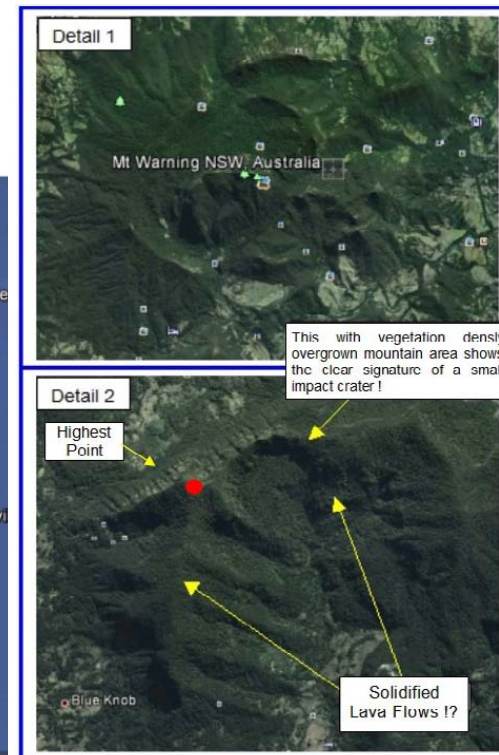 Detail 1
Mt Warning NSW, Australia
This with vegetation densly
overgrown mountain area shows
the clear signature of a small
impact crater !
Detail 2
Highest
Point
Solidified
Lava Flows !?
Blue Knob